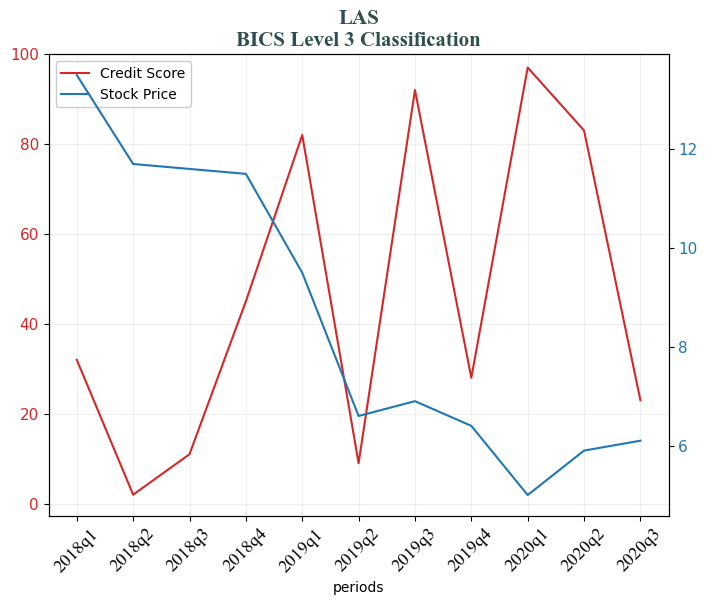 LAS
BICS Level 3 Classification
Credit Score
Stock Price
100
80
60
40
20
0
12
10
8
6
2018q1
2018q2
2018q3
2018q4
2019q1
2019q2
2019q3
2019q4
2020q1
2020q2
2020q3
periods